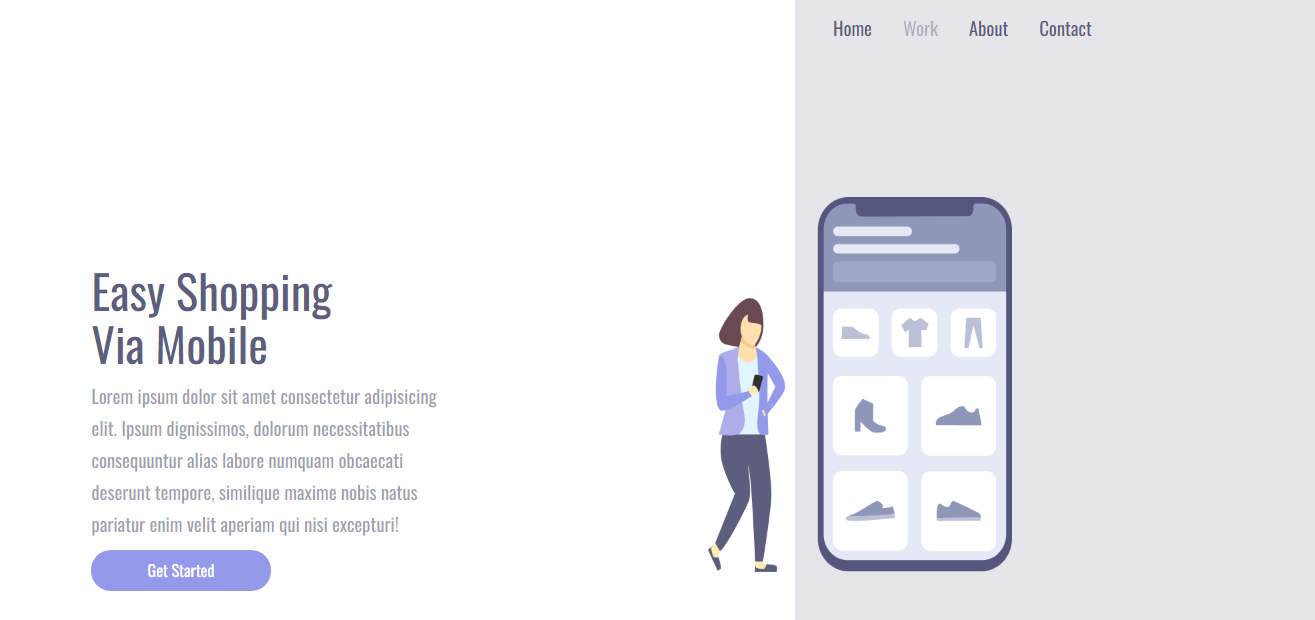 Home Work About Contact
Easy Shopping
Via Mobile
Lorem ipsum dolor sit amet consectetur adipisicing
elit. Ipsum dignissimos, dolorum necessitatibus
consequuntur alias labore numquam obcaecati
deserunt tempore, similique maxime nobis natus
pariatur enim velit aperiam qui nisi excepturi!
Get Started